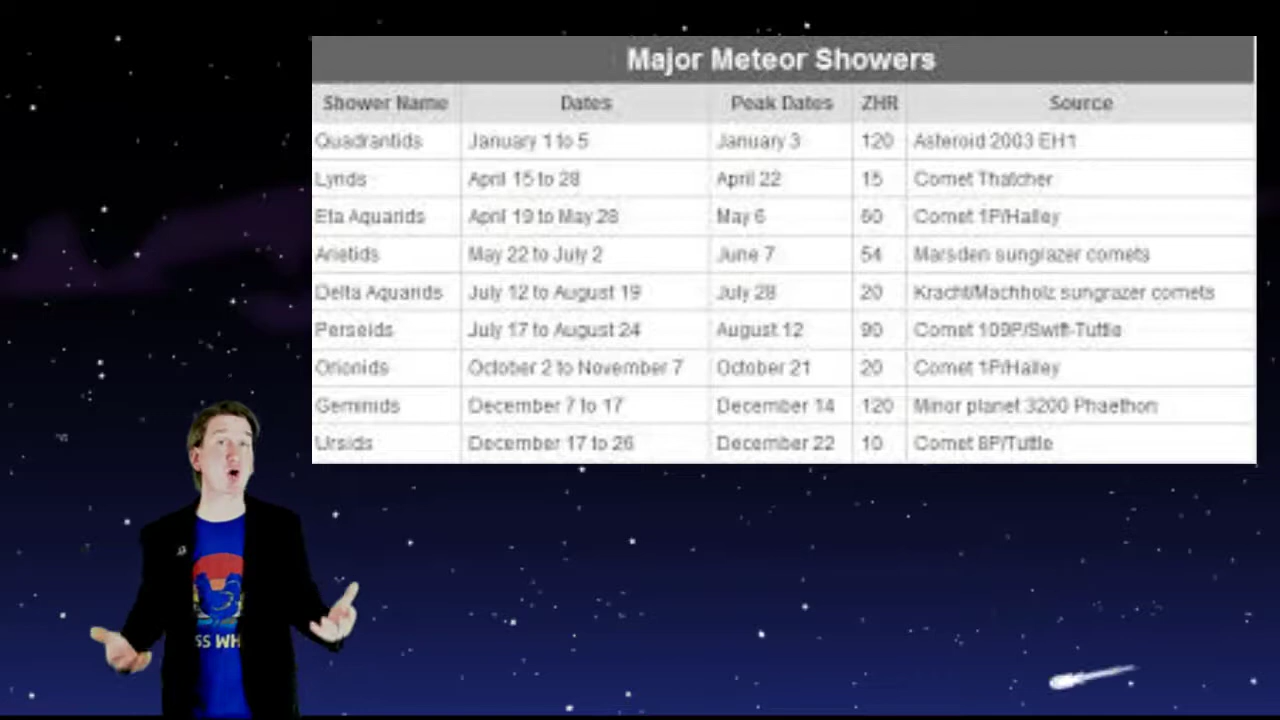 Major Meteor Showers
Shower Name Dates Peak Dates ZHR Source
Quadrantids January 1 to 5 January 3 120 Asteroid 2003 EH1
Lyrids April 15 to 28 April 22 15 Comet Thatcher
Eta Aquarids April 19 to May 28 May 6 60 Comet 1P/Halley
Arietids May 22 to July 2 June 7 54 Marsden sungrazer comets
Delta Aquarids July 12 to August 19 July 28 20 Kracht/Machholz sungrazer comets
Perseids July 17 to August 24 August 12 90 Comet 109P/Swift-Tuttle
Orionids October 2 to November 7 October 21 20 Comet 1P/Halley
Geminids December 7 to 17 December 14 120 Minor planet 3200 Phaethon
Ursids December 17 to 26 December 22 10 Comet 8P/Tuttle
SS WH